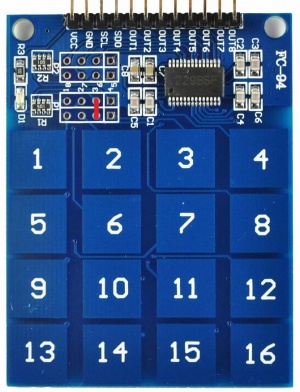 VCC GND SCL SDO OUT1 OUT2 OUT3 OUT4 OUT5 OUT6 OUT7 OUT8
R3 R2
C2 C3
FC-94
D1 R1
C5 C1 C4 C6
1 2 3 4
5 6 7 8
9 10 11 12
13 14 15 16